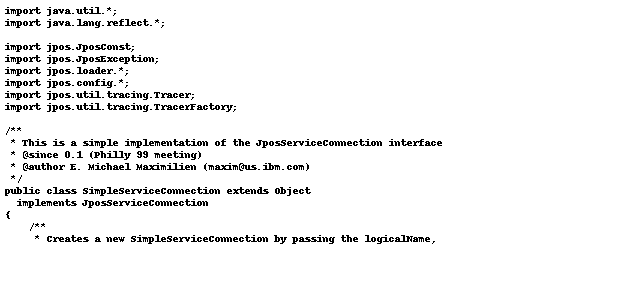 import java.util.*;
import java.lang.reflect.*;

import jpos.JposConst;
import jpos.JposException;
import jpos.loader.*;
import jpos.config.*;
import jpos.util.tracing.Tracer;
import jpos.util.tracing.TracerFactory;

/**
 * This is a simple implementation of the JposServiceConnection interface
 * @since 0.1 (Philly 99 meeting)
 * @author E. Michael Maximilien (maxim@us.ibm.com)
 */
public class SimpleServiceConnection extends Object
  implements JposServiceConnection
{
    /**
     * Creates a new SimpleServiceConnection by passing the logicalName,